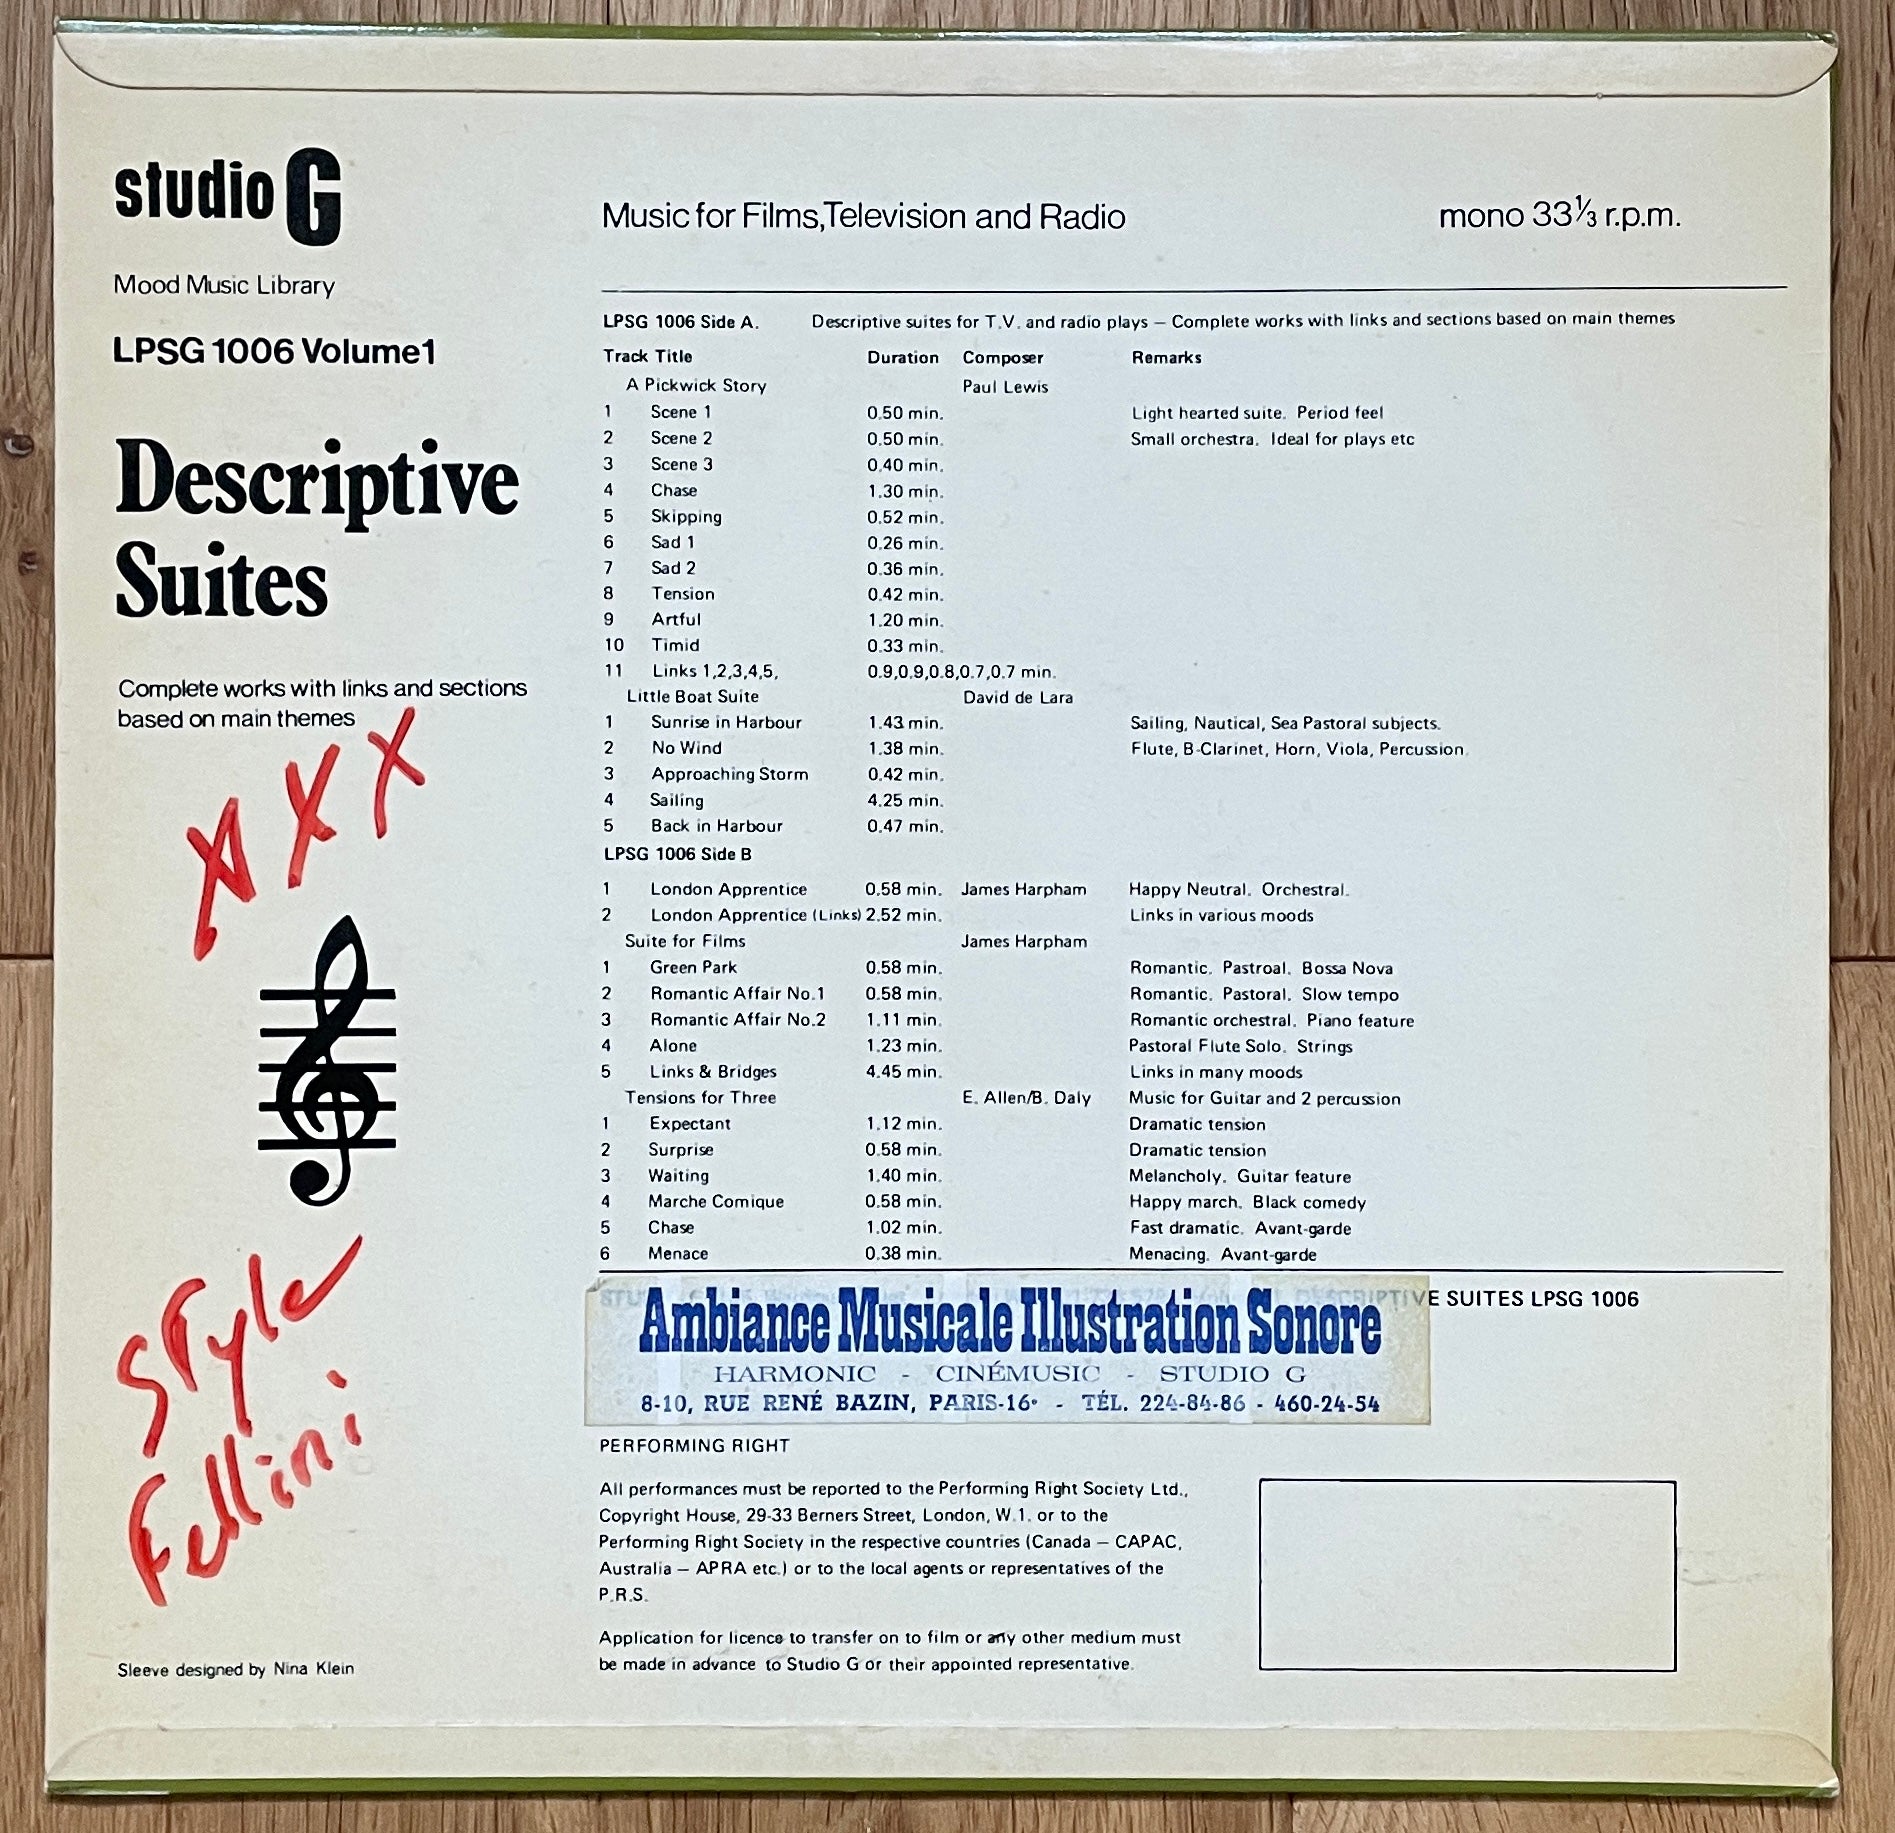 studio G
Mood Music Library
LPSG 1006 Volume1
Descriptive
Suites
Complete works with links and sections
based on main themes
XXX
Style
Fellini
Sleeve designed by Nina Klein
Music for Films,Television and Radio mono 33⅓ r.p.m.
LPSG 1006 Side A. Descriptive suites for T.V. and radio plays – Complete works with links and sections based on main themes
Track Title Duration Composer Remarks
A Pickwick Story Paul Lewis
1 Scene 1 0.50 min. Light hearted suite. Period feel
2 Scene 2 0.50 min. Small orchestra. Ideal for plays etc
3 Scene 3 0.40 min.
4 Chase 1.30 min.
5 Skipping 0.52 min.
6 Sad 1 0.26 min.
7 Sad 2 0.36 min.
8 Tension 0.42 min.
9 Artful 1.20 min.
10 Timid 0.33 min.
11 Links 1,2,3,4,5, 0.9,0.9,0.8,0.7,0.7 min.
Little Boat Suite David de Lara
1 Sunrise in Harbour 1.43 min. Sailing, Nautical, Sea Pastoral subjects.
2 No Wind 1.38 min. Flute, B-Clarinet, Horn, Viola, Percussion.
3 Approaching Storm 0.42 min.
4 Sailing 4.25 min.
5 Back in Harbour 0.47 min.
LPSG 1006 Side B
1 London Apprentice 0.58 min. James Harpham Happy Neutral. Orchestral.
2 London Apprentice (Links) 2.52 min. Links in various moods
Suite for Films James Harpham
1 Green Park 0.58 min. Romantic. Pastroal. Bossa Nova
2 Romantic Affair No.1 0.58 min. Romantic. Pastoral. Slow tempo
3 Romantic Affair No.2 1.11 min. Romantic orchestral. Piano feature
4 Alone 1.23 min. Pastoral Flute Solo. Strings
5 Links & Bridges 4.45 min. Links in many moods
Tensions for Three E. Allen/B. Daly Music for Guitar and 2 percussion
1 Expectant 1.12 min. Dramatic tension
2 Surprise 0.58 min. Dramatic tension
3 Waiting 1.40 min. Melancholy. Guitar feature
4 Marche Comique 0.58 min. Happy march. Black comedy
5 Chase 1.02 min. Fast dramatic. Avant-garde
6 Menace 0.38 min. Menacing. Avant-garde
DESCRIPTIVE SUITES LPSG 1006
Ambiance Musicale Illustration Sonore
HARMONIC - CINÉMUSIC - STUDIO G
8-10, RUE RENÉ BAZIN, PARIS-16e - TÉL. 224-84-86 - 460-24-54
PERFORMING RIGHT
All performances must be reported to the Performing Right Society Ltd.,
Copyright House, 29-33 Berners Street, London, W.1. or to the
Performing Right Society in the respective countries (Canada – CAPAC,
Australia – APRA etc.) or to the local agents or representatives of the
P.R.S.
Application for licence to transfer on to film or any other medium must
be made in advance to Studio G or their appointed representative.